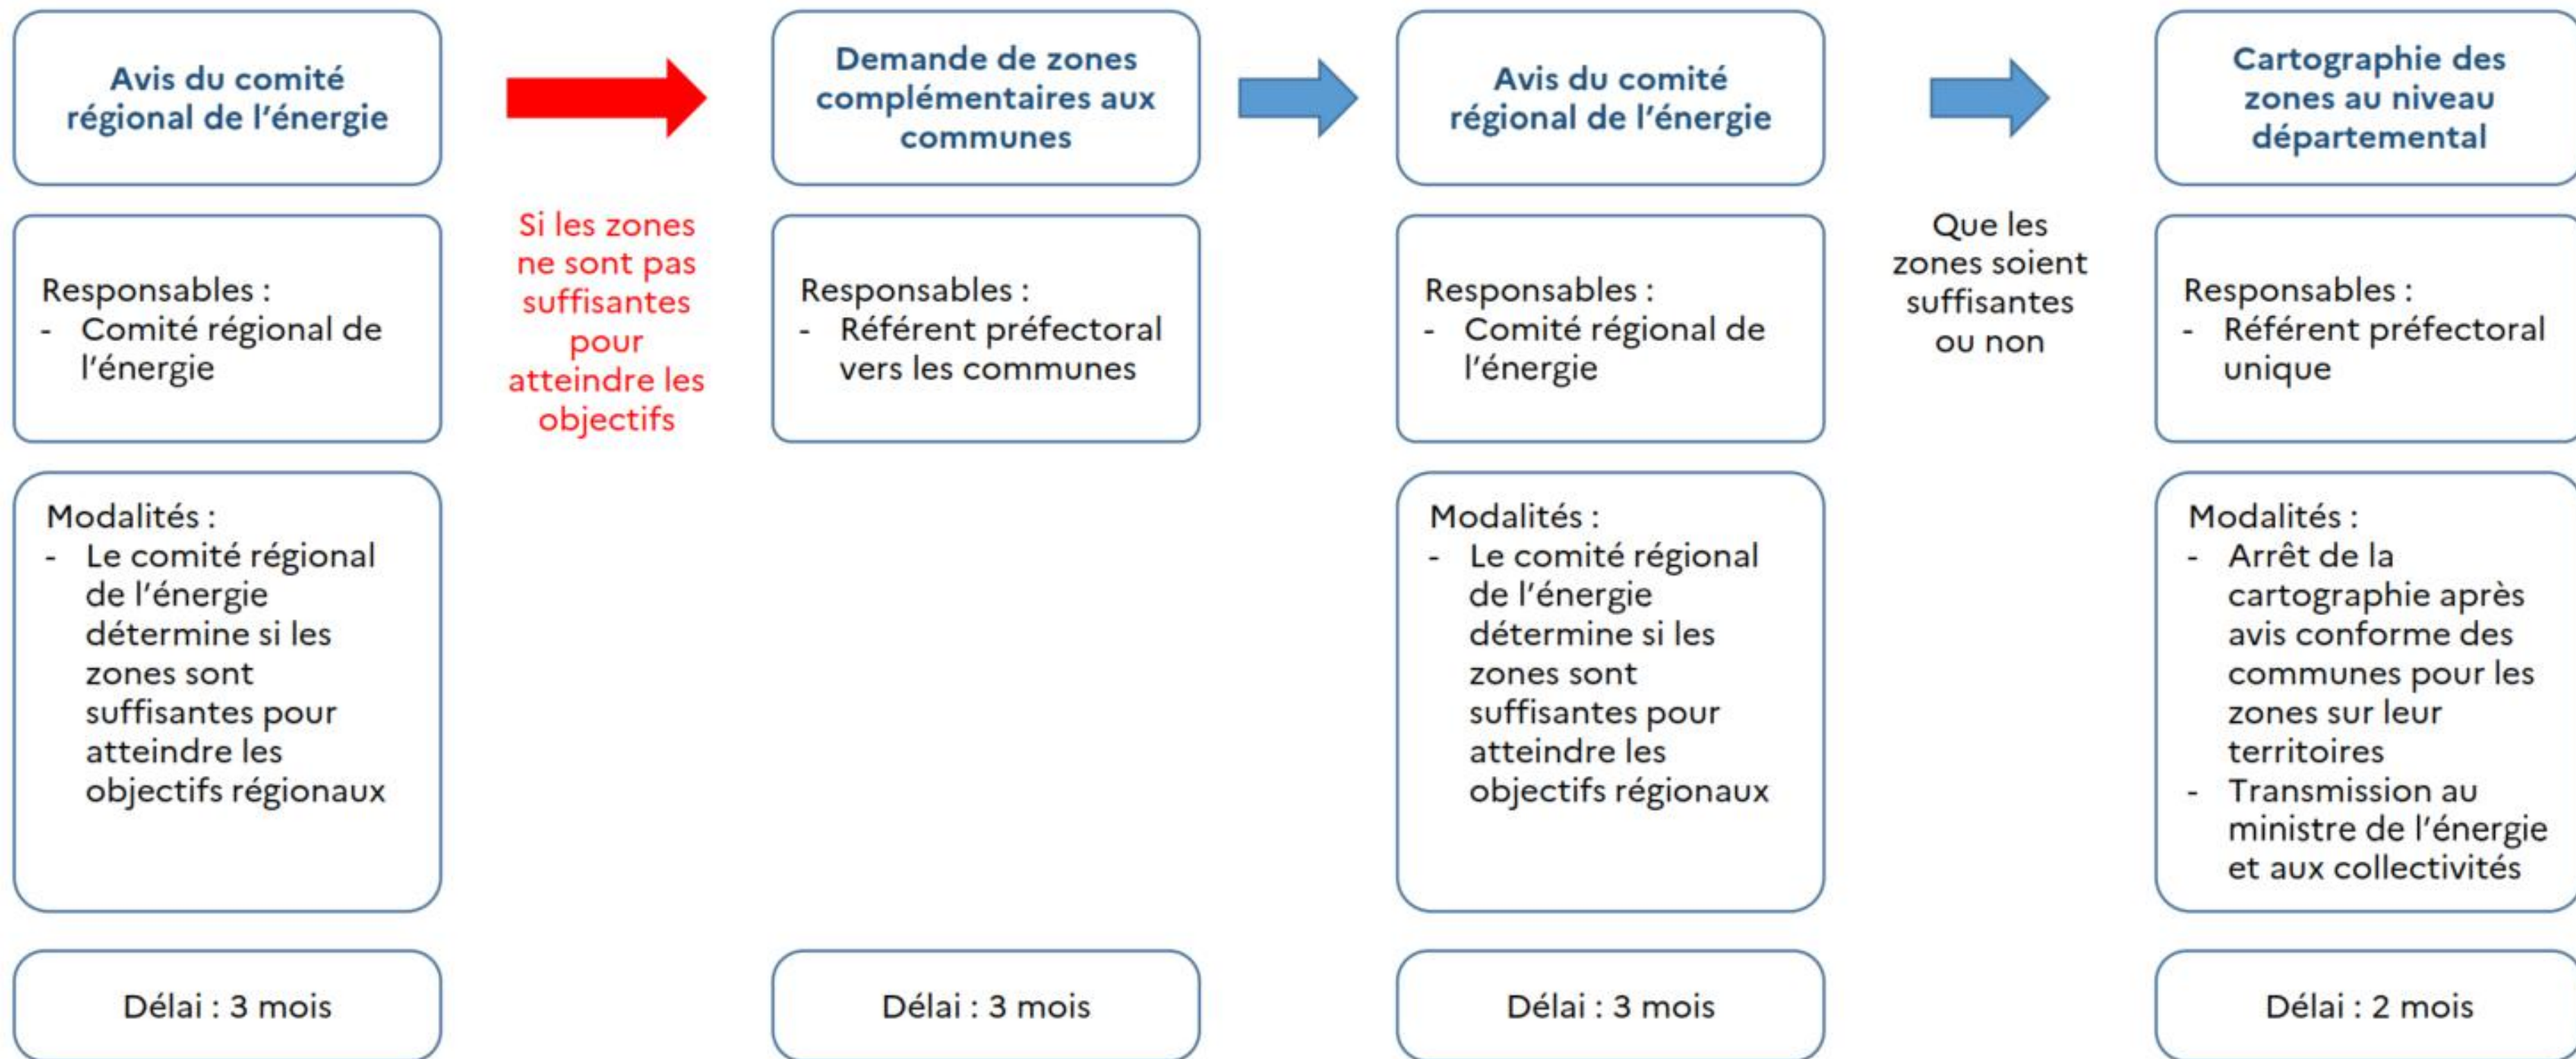 Avis du comité
régional de l'énergie
Demande de zones
complémentaires aux
communes
Avis du comité
régional de l'énergie
Cartographie des
zones au niveau
départemental
Responsables :
- Comité régional de
l'énergie
Si les zones
ne sont pas
suffisantes
pour
atteindre les
objectifs
Responsables :
- Référent préfectoral
vers les communes
Responsables :
- Comité régional de
l'énergie
Que les
zones soient
suffisantes
ou non
Responsables :
- Référent préfectoral
unique
Modalités :
- Le comité régional
de l'énergie
détermine si les
zones sont
suffisantes pour
atteindre les
objectifs régionaux
Modalités :
- Le comité régional
de l'énergie
détermine si les
zones sont
suffisantes pour
atteindre les
objectifs régionaux
Modalités :
- Arrêt de la
cartographie après
avis conforme des
communes pour les
zones sur leur
territoires
- Transmission au
ministre de l'énergie
et aux collectivités
Délai : 3 mois
Délai : 3 mois
Délai : 3 mois
Délai : 2 mois